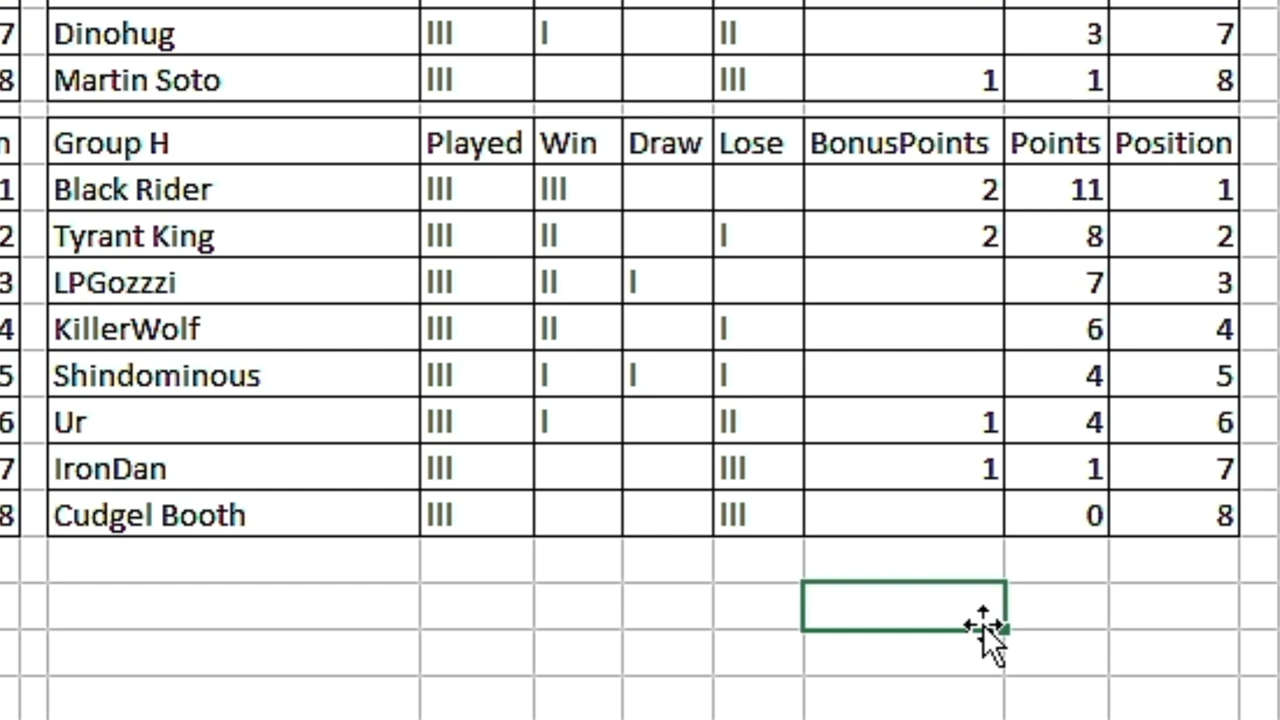 7 Dinohug III I II 3 7
8 Martin Soto III III 1 1 8
n Group H Played Win Draw Lose BonusPoints Points Position
1 Black Rider III III 2 11 1
2 Tyrant King III II I 2 8 2
3 LPGozzzi III II I 7 3
4 KillerWolf III II I 6 4
5 Shindominous III I I I 4 5
6 Ur III I II 1 4 6
7 IronDan III III 1 1 7
8 Cudgel Booth III III 0 8